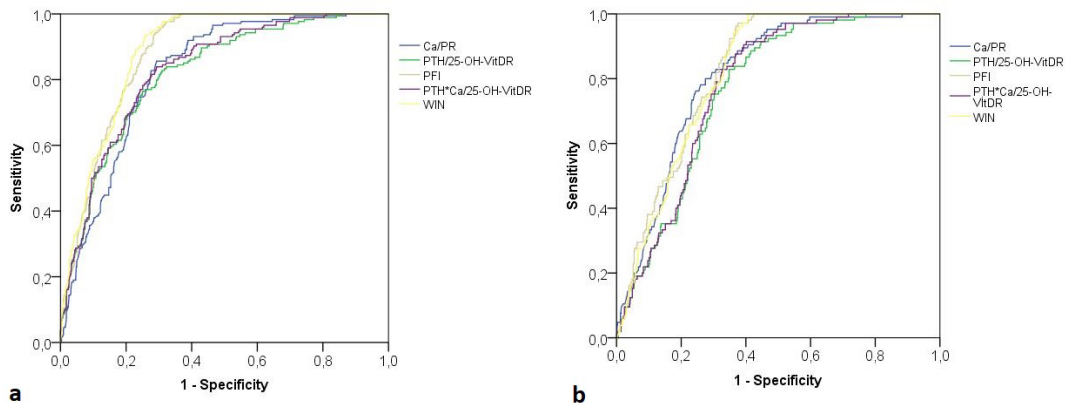 1,0
0,8
0,6
0,4
0,2
0,0
Sensitivity
0,0 0,2 0,4 0,6 0,8 1,0
1 - Specificity
Ca/PR
PTH/25-OH-VitDR
PFI
PTH*Ca/25-OH-VitDR
WIN
a
1,0
0,8
0,6
0,4
0,2
0,0
Sensitivity
0,0 0,2 0,4 0,6 0,8 1,0
1 - Specificity
Ca/PR
PTH/25-OH-VitDR
PFI
PTH*Ca/25-OH-
VitDR
WIN
b